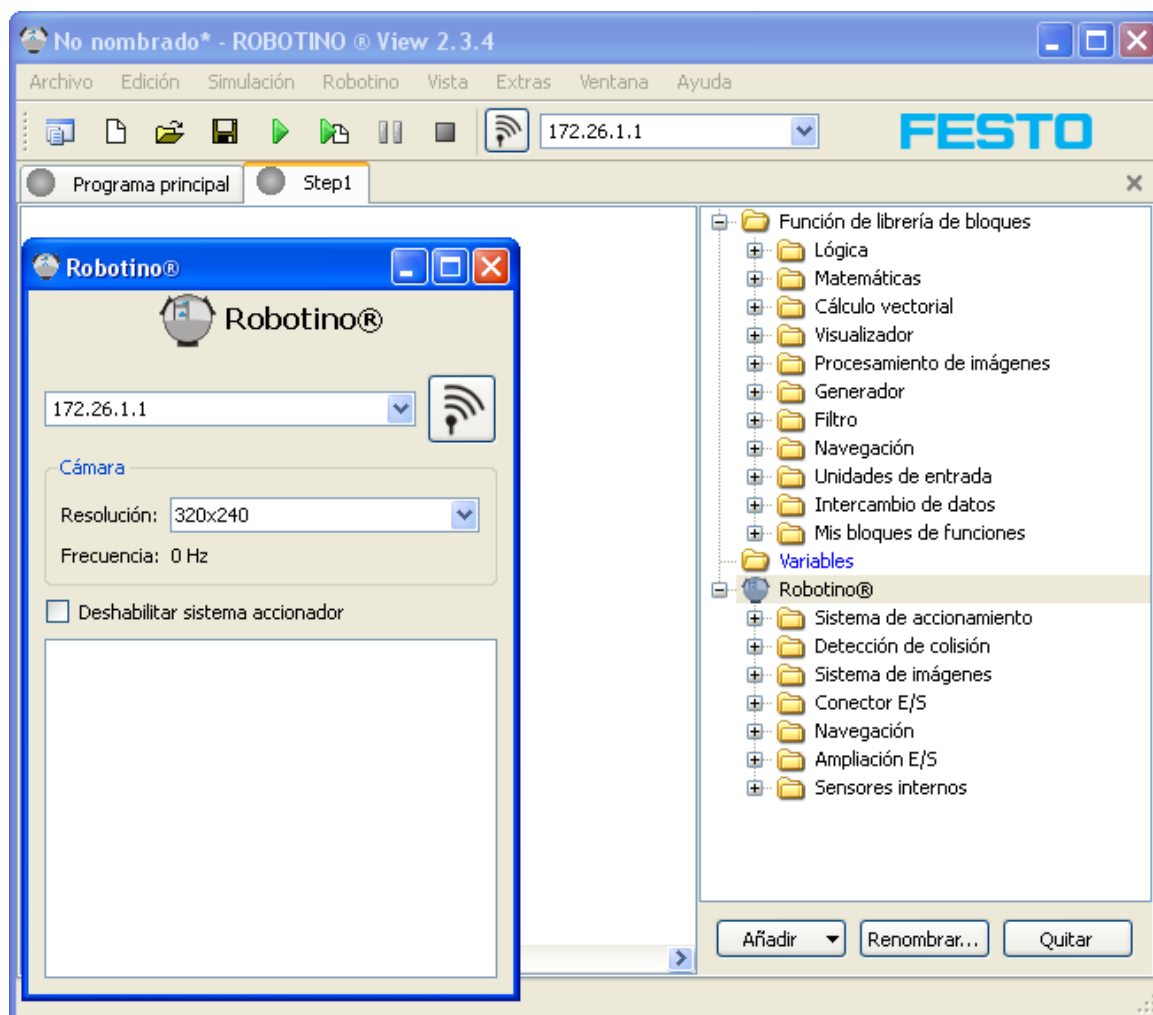 No nombrado* - ROBOTINO ® View 2.3.4
Archivo Edición Simulación Robotino Vista Extras Ventana Ayuda
172.26.1.1
FESTO
Programa principal
Step1
Robotino®
Robotino®
172.26.1.1
Cámara
Resolución: 320x240
Frecuencia: 0 Hz
Deshabilitar sistema accionador
Función de librería de bloques
Lógica
Matemáticas
Cálculo vectorial
Visualizador
Procesamiento de imágenes
Generador
Filtro
Navegación
Unidades de entrada
Intercambio de datos
Mis bloques de funciones
Variables
Robotino®
Sistema de accionamiento
Detección de colisión
Sistema de imágenes
Conector E/S
Navegación
Ampliación E/S
Sensores internos
Añadir
Renombrar...
Quitar